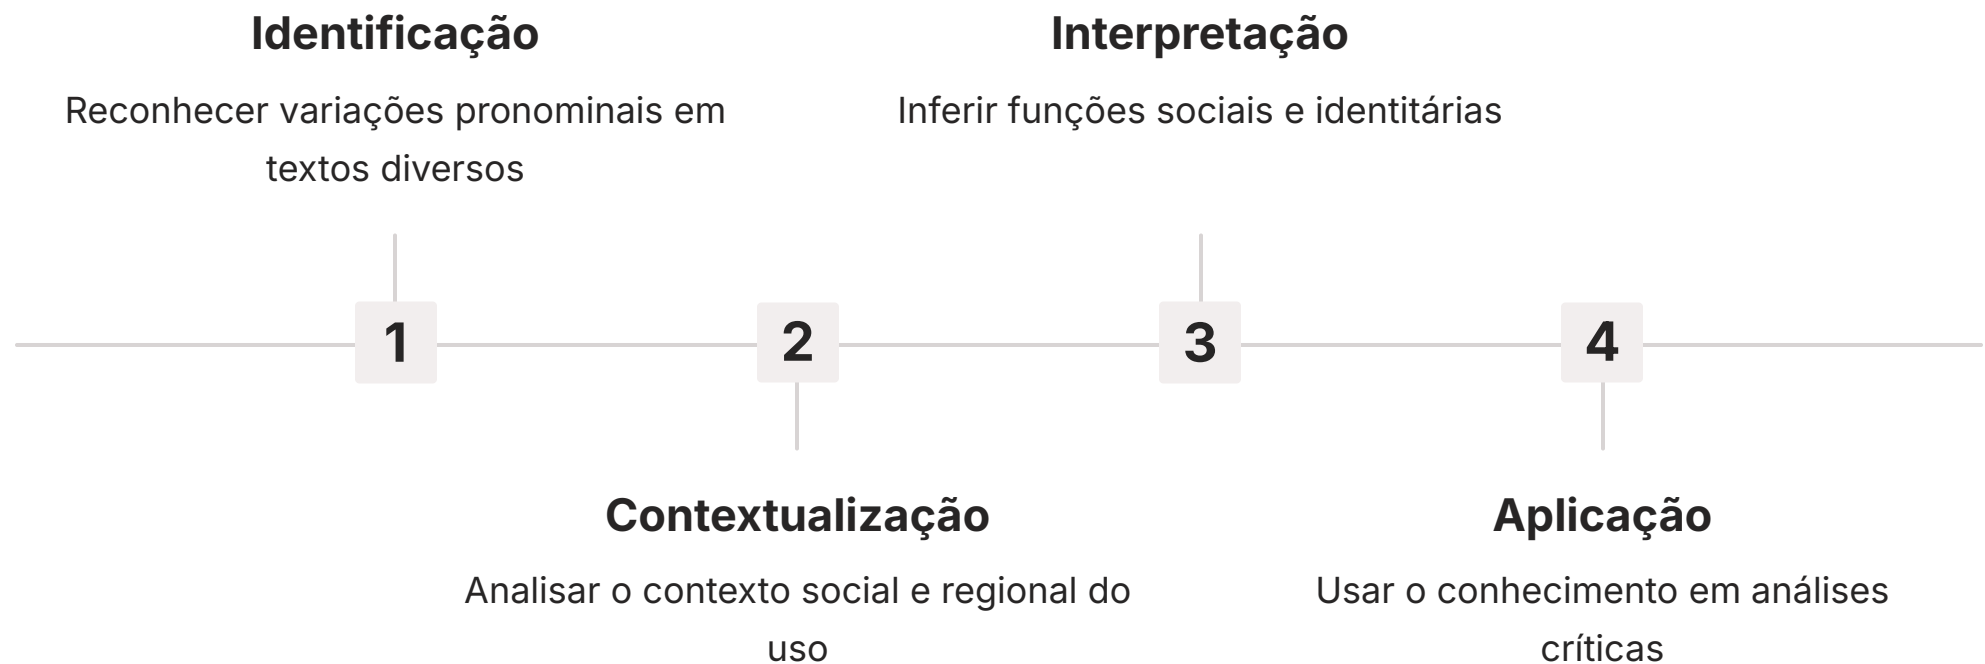 Identificação
Reconhecer variações pronominais em
textos diversos
Interpretação
Inferir funções sociais e identitárias
1
2
3
4
Contextualização
Analisar o contexto social e regional do
uso
Aplicação
Usar o conhecimento em análises
críticas